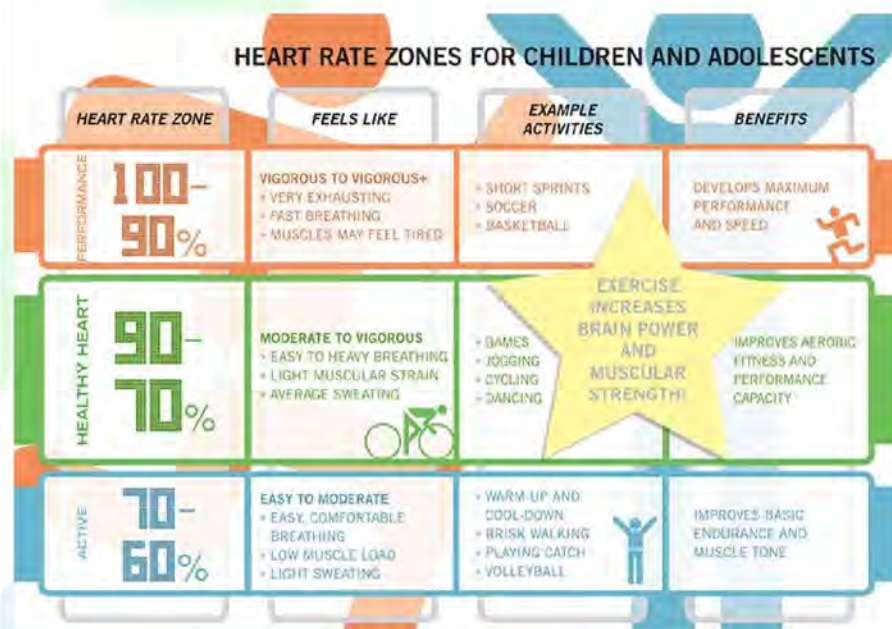 HEART RATE ZONES FOR CHILDREN AND ADOLESCENTS
HEART RATE ZONE
FEELS LIKE
EXAMPLE
ACTIVITIES
BENEFITS
PERFORMANCE
100-
90%
VIGOROUS TO VIGOROUS+
• VERY EXHAUSTING
• FAST BREATHING
• MUSCLES MAY FEEL TIRED
• SHORT SPRINTS
• SOCCER
• BASKETBALL
DEVELOPS MAXIMUM
PERFORMANCE
AND SPEED
HEALTHY HEART
90-
70%
MODERATE TO VIGOROUS
• EASY TO HEAVY BREATHING
• LIGHT MUSCULAR STRAIN
• AVERAGE SWEATING
• GAMES
• JOGGING
• CYCLING
• DANCING
EXERCISE
INCREASES
BRAIN POWER
AND
MUSCULAR
STRENGTH!
IMPROVES AEROBIC
FITNESS AND
PERFORMANCE
CAPACITY
ACTIVE
70-
60%
EASY TO MODERATE
• EASY, COMFORTABLE
BREATHING
• LOW MUSCLE LOAD
• LIGHT SWEATING
• WARM-UP AND
COOL-DOWN
• BRISK WALKING
• PLAYING CATCH
• VOLLEYBALL
IMPROVES BASIC
ENDURANCE AND
MUSCLE TONE